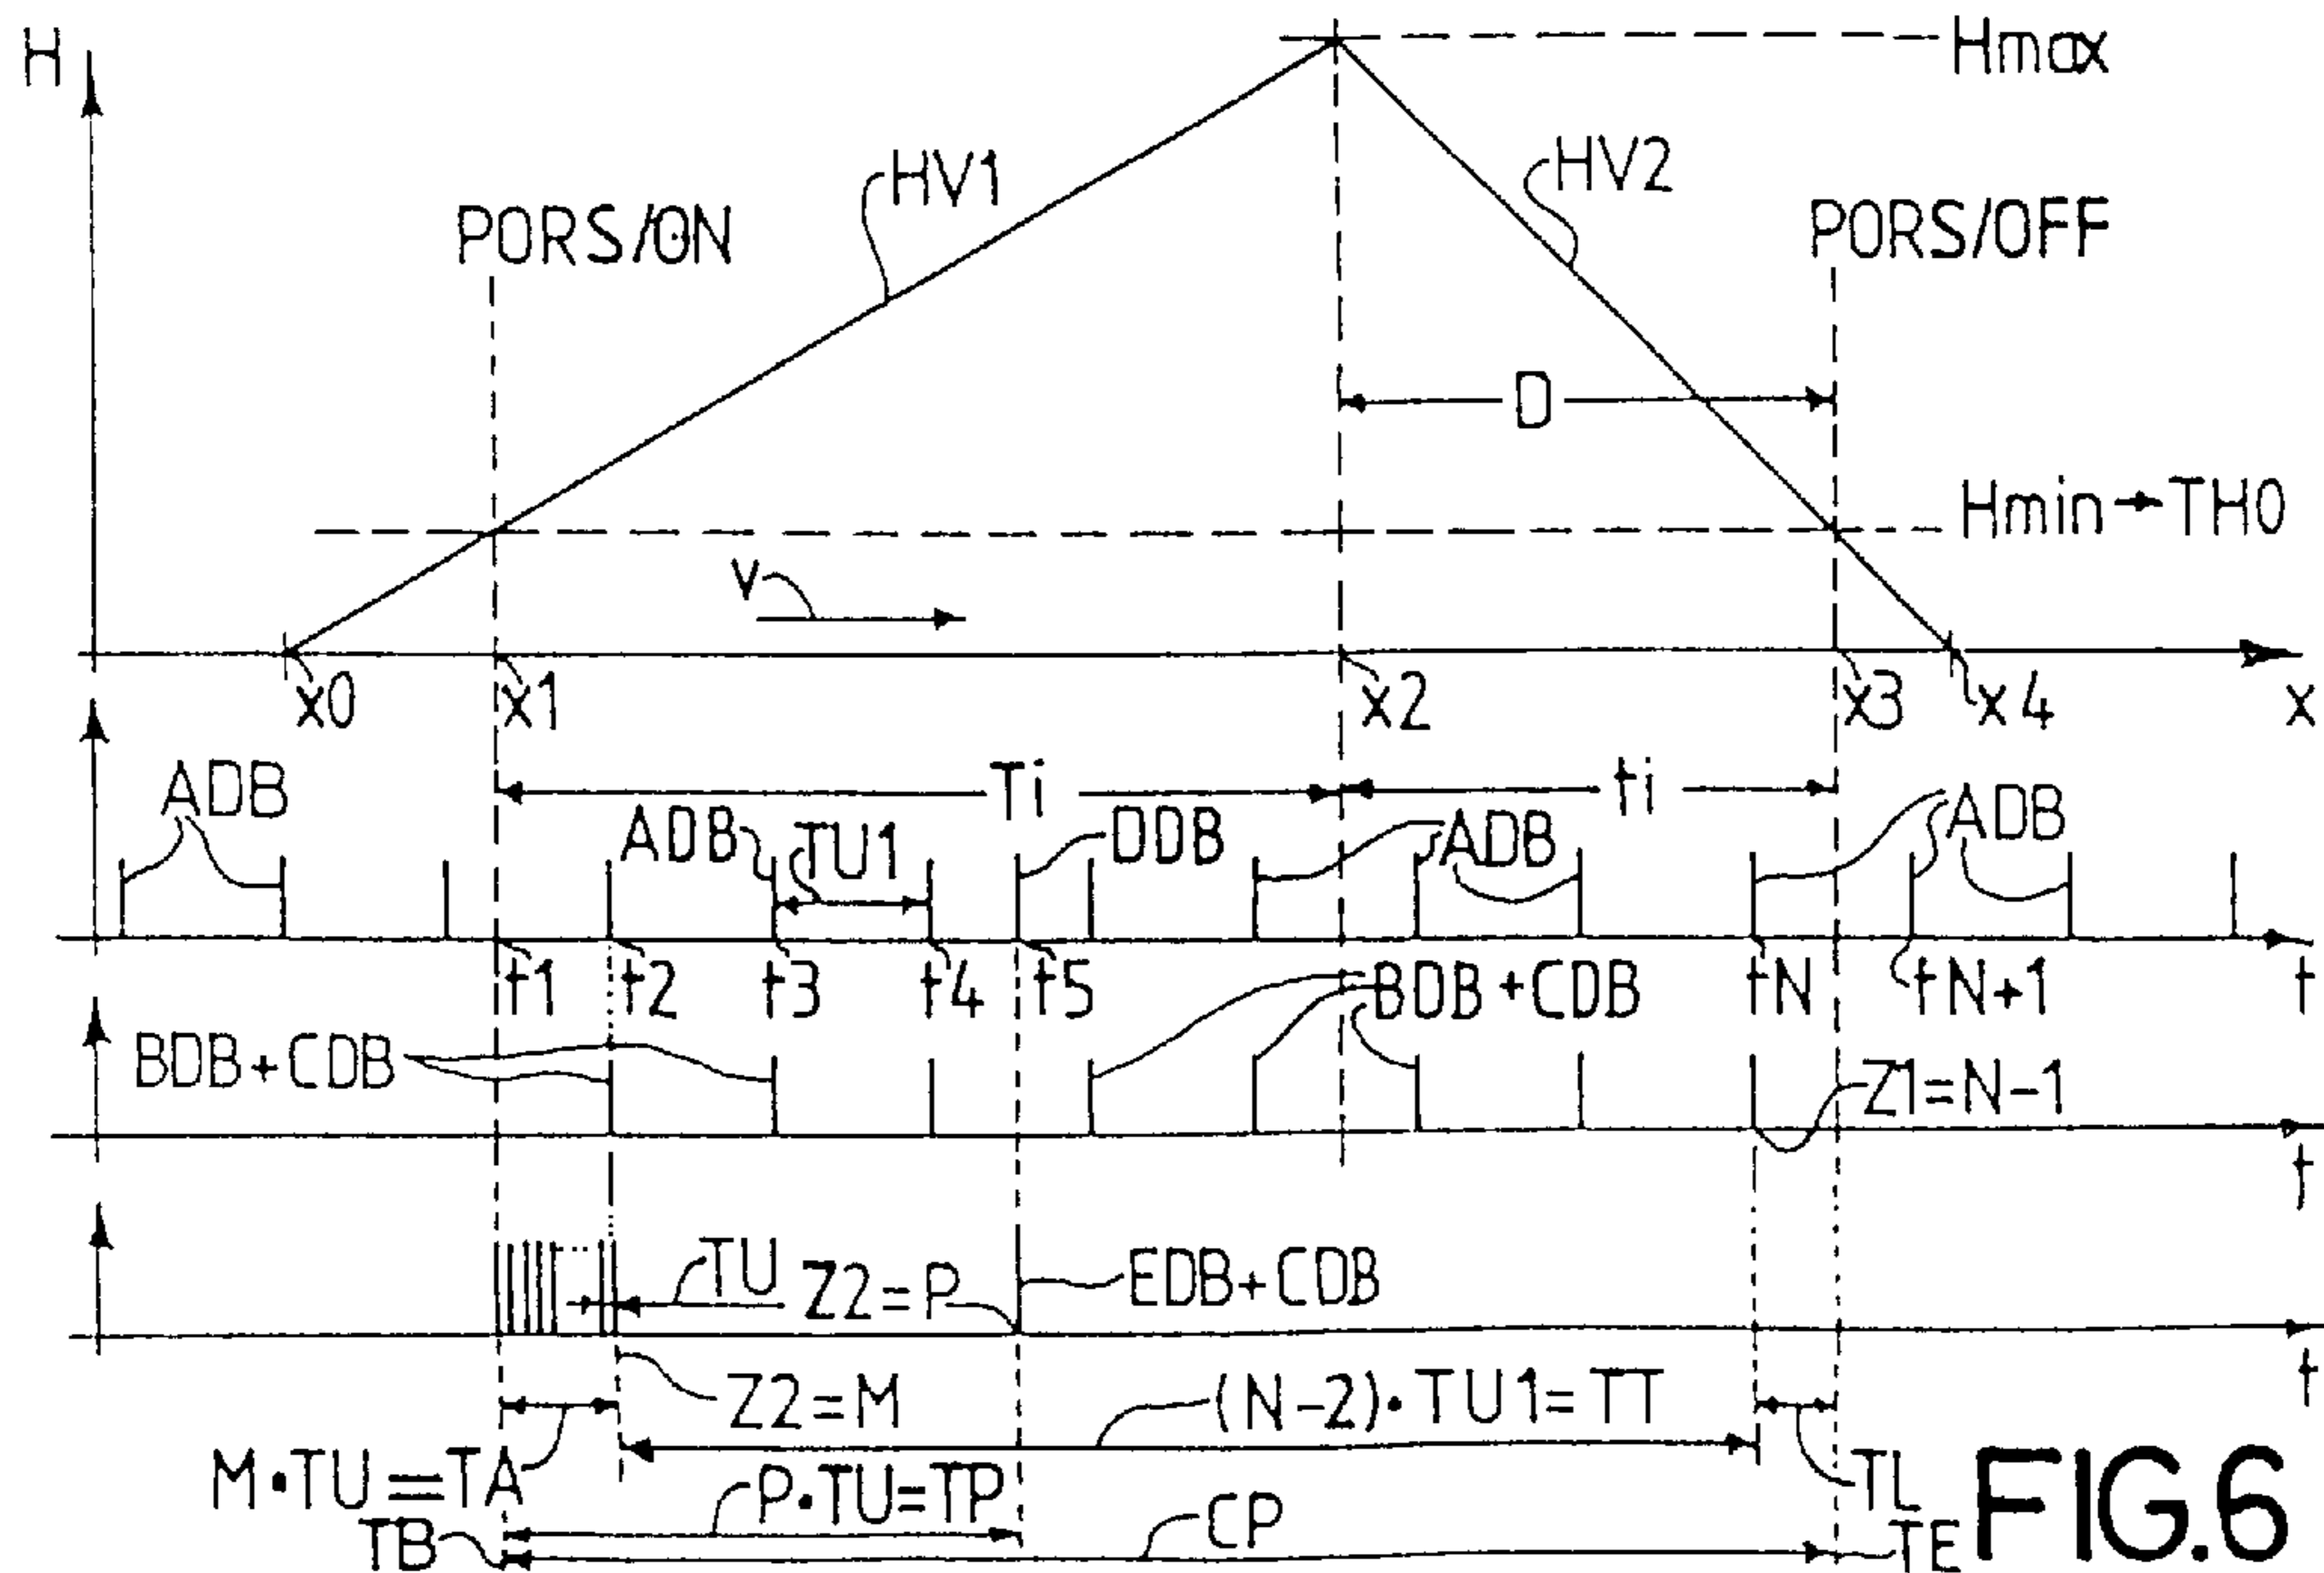 H
Hmax
HV1
HV2
PORS/ON
PORS/OFF
D
Hmin→TH0
v
x0
x1
x2
x3
x4
x
Ti
ti
ADB
ADB
TU1
DDB
ADB
ADB
t1
t2
t3
t4
t5
tN
tN+1
t
BDB+CDB
BDB+CDB
Z1=N-1
t
TU
Z2=P
EDB+CDB
t
Z2=M
(N-2)•TU1=TT
M•TU=TA
P•TU=TP
TL
TB
CP
TE
FIG.6